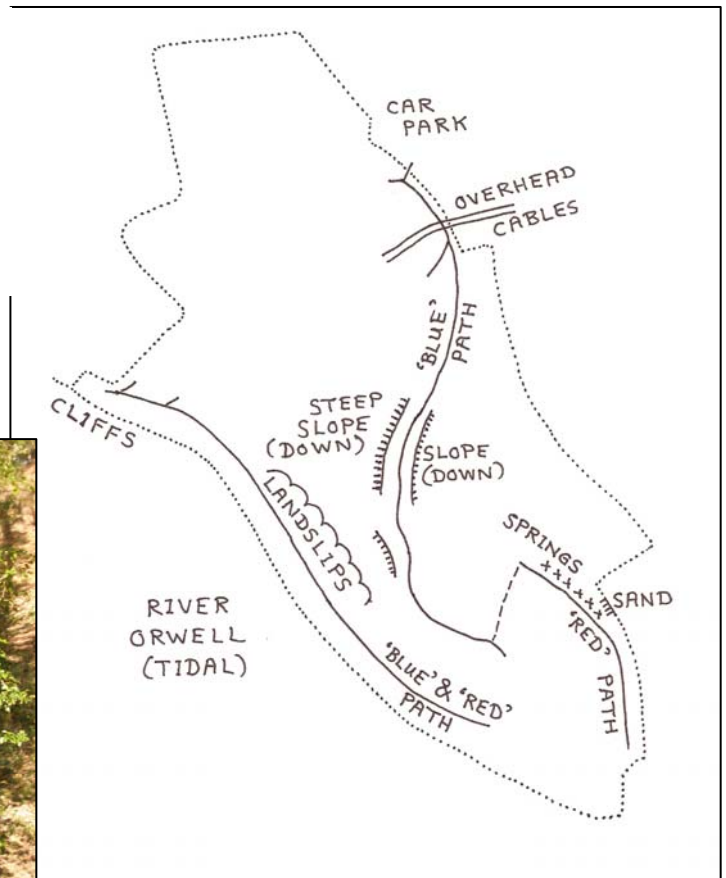 CAR
PARK
OVERHEAD
CABLES
'BLUE'
PATH
STEEP
SLOPE
(DOWN)
SLOPE
(DOWN)
CLIFFS
LANDSLIPS
SPRINGS
SAND
'RED'
PATH
RIVER
ORWELL
(TIDAL)
'BLUE' & 'RED'
PATH